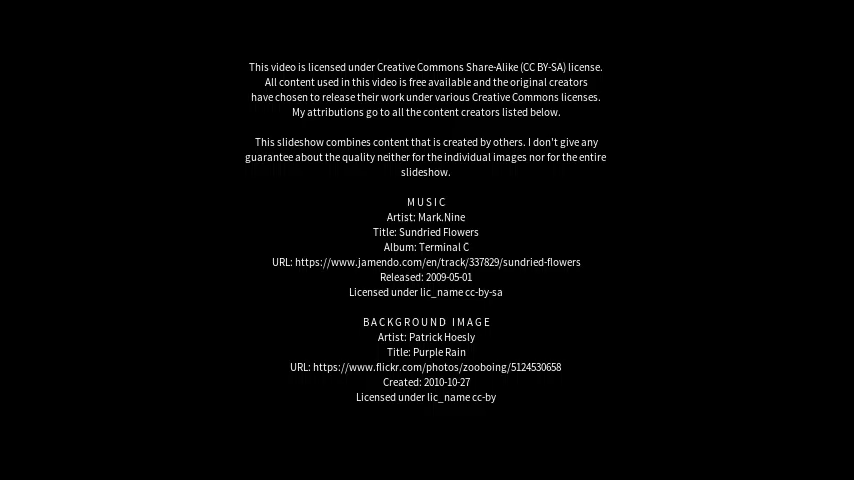 This video is licensed under Creative Commons Share-Alike (CC BY-SA) license.
All content used in this video is free available and the original creators
have chosen to release their work under various Creative Commons licenses.
My attributions go to all the content creators listed below.
This slideshow combines content that is created by others. I don't give any
guarantee about the quality neither for the individual images nor for the entire
slideshow.
MUSIC
Artist: Mark.Nine
Title: Sundried Flowers
Album: Terminal C
URL: https://www.jamendo.com/en/track/337829/sundried-flowers
Released: 2009-05-01
Licensed under lic_name cc-by-sa
BACKGROUND IMAGE
Artist: Patrick Hoesly
Title: Purple Rain
URL: https://www.flickr.com/photos/zooboing/5124530658
Created: 2010-10-27
Licensed under lic_name cc-by